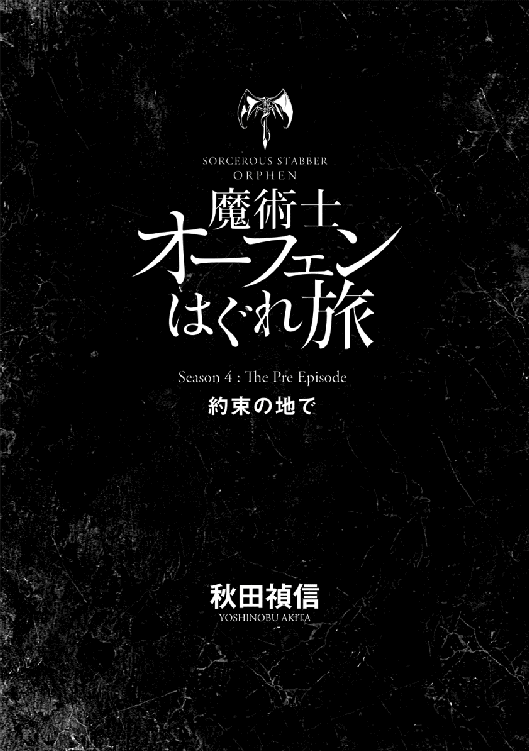 SORCEROUS STABBER
ORPHEN
魔術士
オーフェン
はぐれ旅
Season 4 : The Pre Episode
約束の地で
秋田禎信
YOSHINOBU AKITA